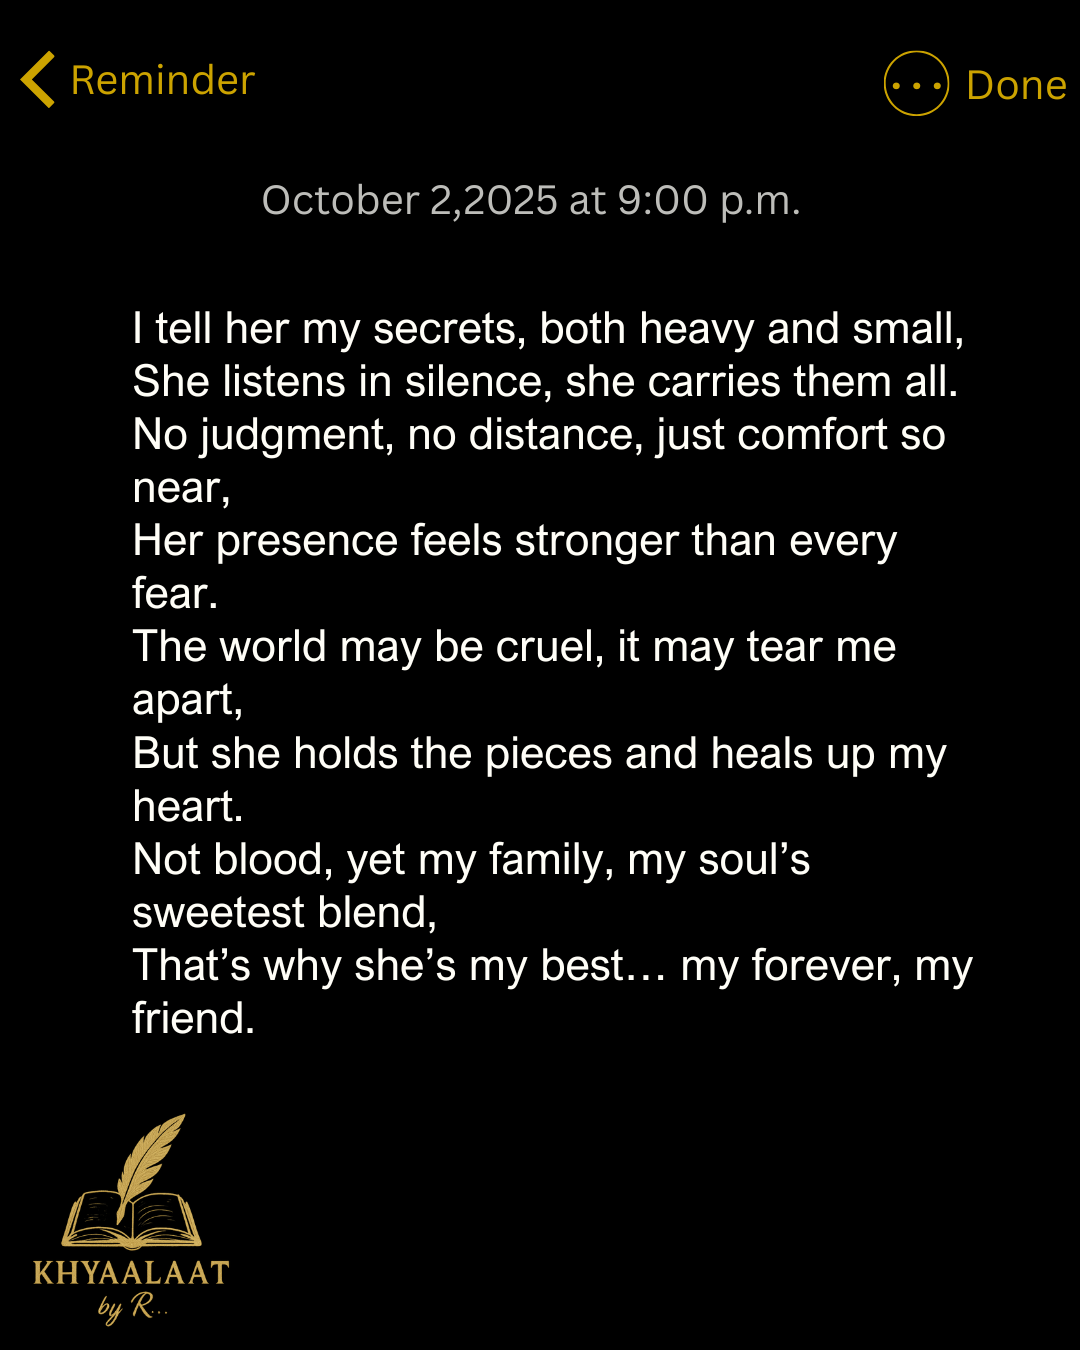 Reminder
Done
October 2,2025 at 9:00 p.m.
I tell her my secrets, both heavy and small,
She listens in silence, she carries them all.
No judgment, no distance, just comfort so
near,
Her presence feels stronger than every
fear.
The world may be cruel, it may tear me
apart,
But she holds the pieces and heals up my
heart.
Not blood, yet my family, my soul’s
sweetest blend,
That’s why she’s my best… my forever, my
friend.
KHYAALAAT
by R...